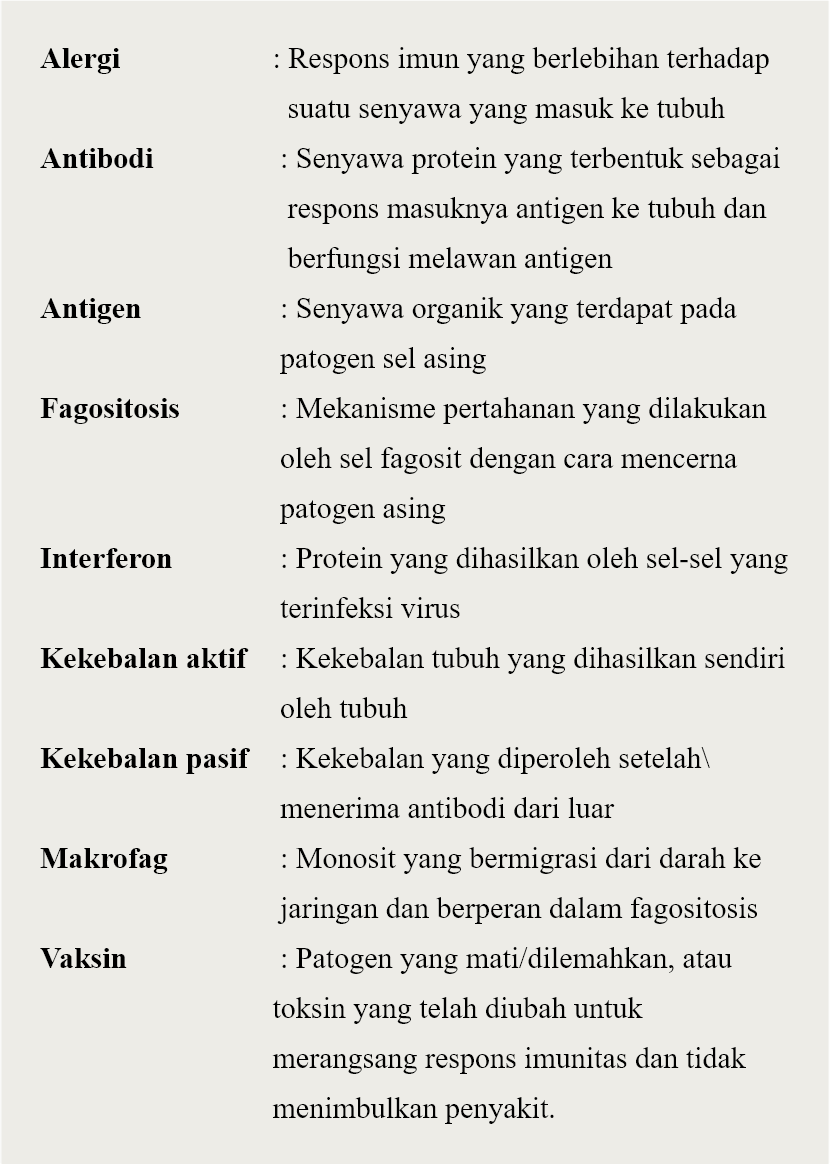 Alergi : Respons imun yang berlebihan terhadap
suatu senyawa yang masuk ke tubuh
Antibodi : Senyawa protein yang terbentuk sebagai
respons masuknya antigen ke tubuh dan
berfungsi melawan antigen
Antigen : Senyawa organik yang terdapat pada
patogen sel asing
Fagositosis : Mekanisme pertahanan yang dilakukan
oleh sel fagosit dengan cara mencerna
patogen asing
Interferon : Protein yang dihasilkan oleh sel-sel yang
terinfeksi virus
Kekebalan aktif : Kekebalan tubuh yang dihasilkan sendiri
oleh tubuh
Kekebalan pasif : Kekebalan yang diperoleh setelah\
menerima antibodi dari luar
Makrofag : Monosit yang bermigrasi dari darah ke
jaringan dan berperan dalam fagositosis
Vaksin : Patogen yang mati/dilemahkan, atau
toksin yang telah diubah untuk
merangsang respons imunitas dan tidak
menimbulkan penyakit.